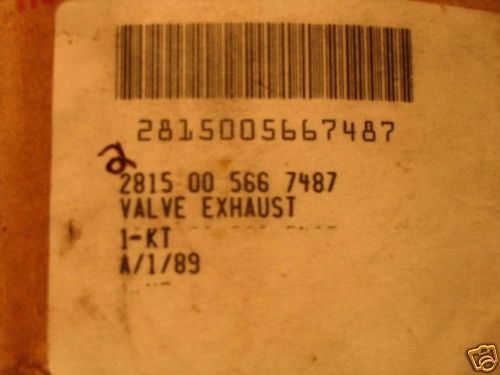 2815005667487
2
2815 00 566 7487
VALVE EXHAUST
1-KT
A/1/89